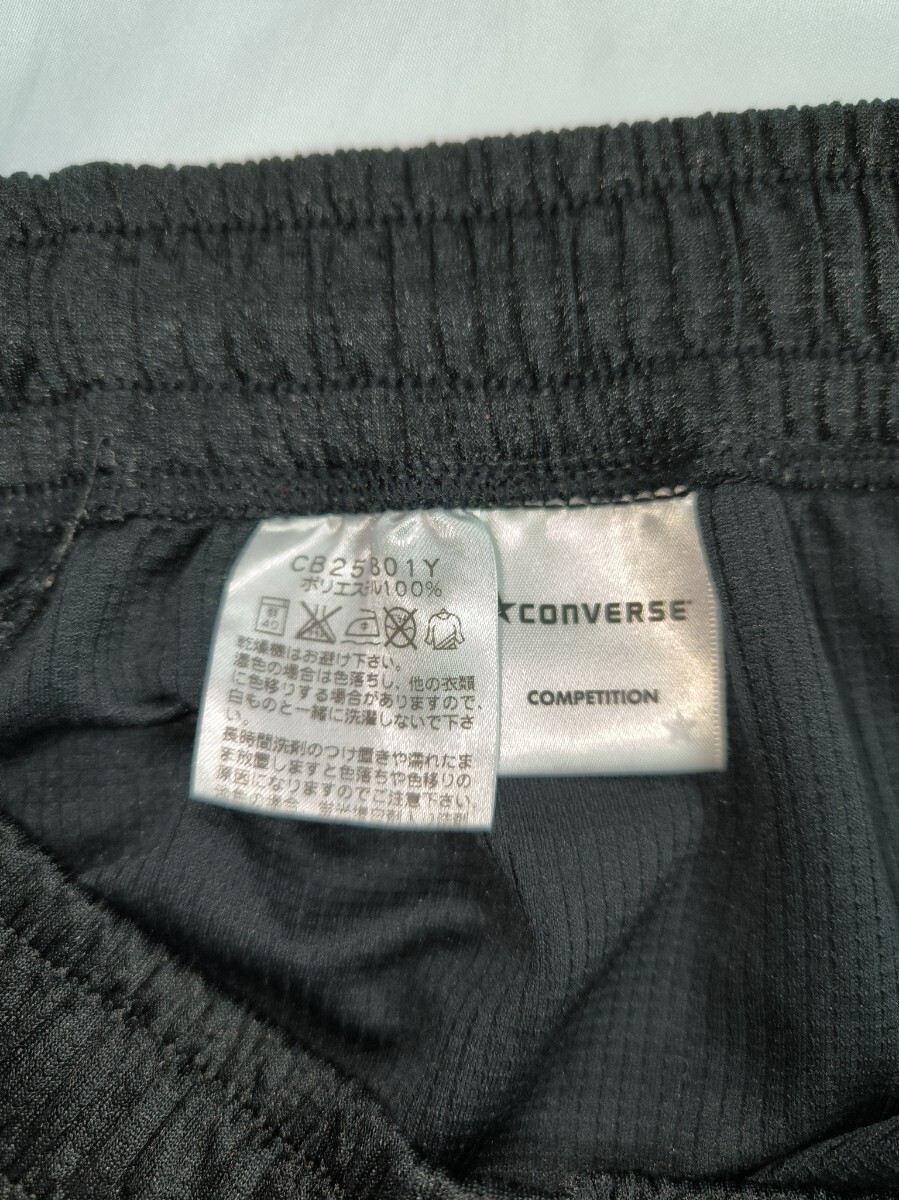 CB25B01Y
ポリエステル100%
40
乾燥機はお避け下さい。
濃色の場合は色落ちし、他の衣類
に色移りする場合がありますので、
白ものと一緒に洗濯しないで下さ
い。
長時間洗剤のつけ置きや濡れたま
ま放置しますと色落ちや色移りの
原因になりますのでご注意下さい。
★CONVERSE
COMPETITION